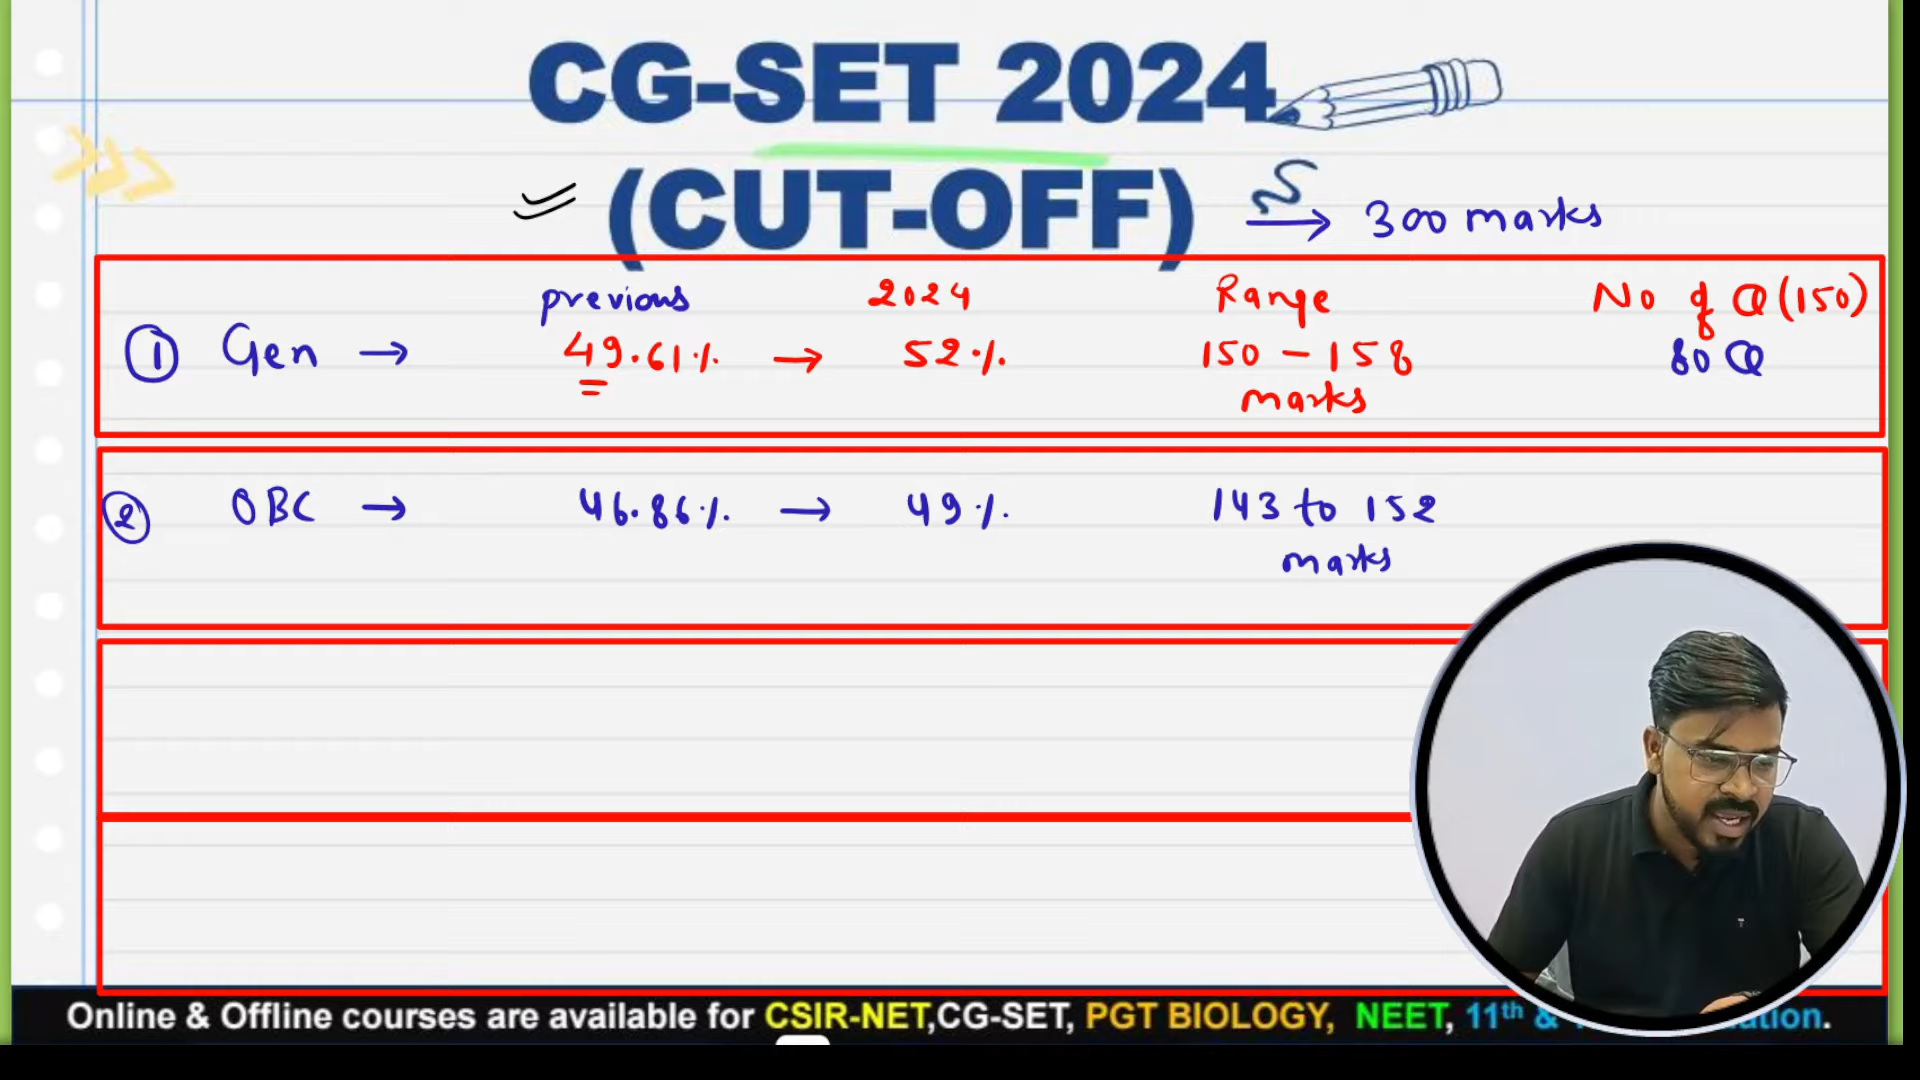 CG-SET 2024
(CUT-OFF) → 300 marks
previous 2024 Range No of Q (150)
① Gen → 49.61% → 52% 150 - 158 80 Q
marks
② OBC → 46.86% → 49% 143 to 152
marks
Online & Offline courses are available for CSIR-NET,CG-SET, PGT BIOLOGY, NEET, 11th &